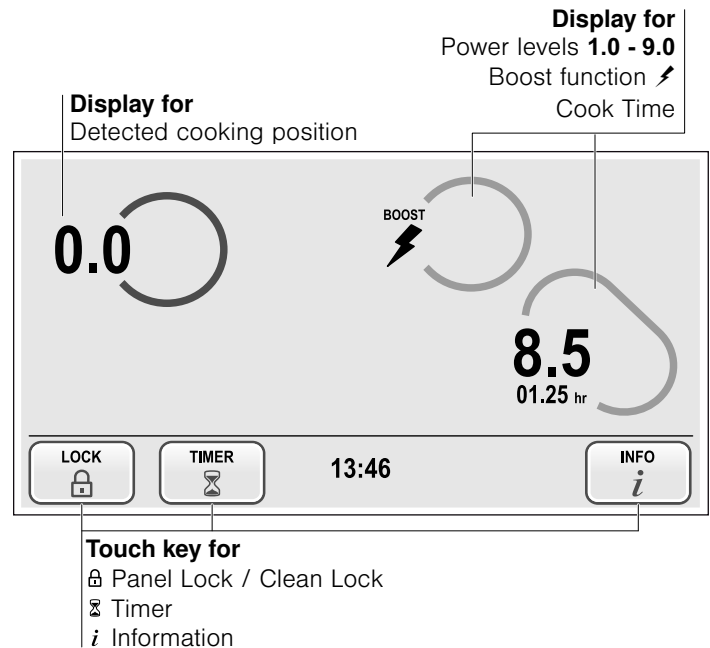 Display for
Power levels 1.0 - 9.0
Boost function
Cook Time
Display for
Detected cooking position
0.0
BOOST
8.5
01.25 hr
LOCK
TIMER
13:46
INFO
i
Touch key for
Panel Lock / Clean Lock
Timer
i Information